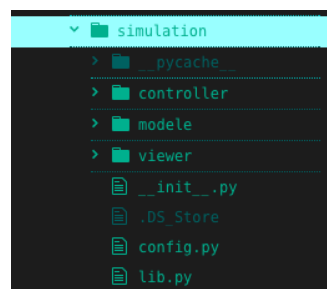 simulation
__pycache__
controller
modele
viewer
__init__.py
.DS_Store
config.py
lib.py